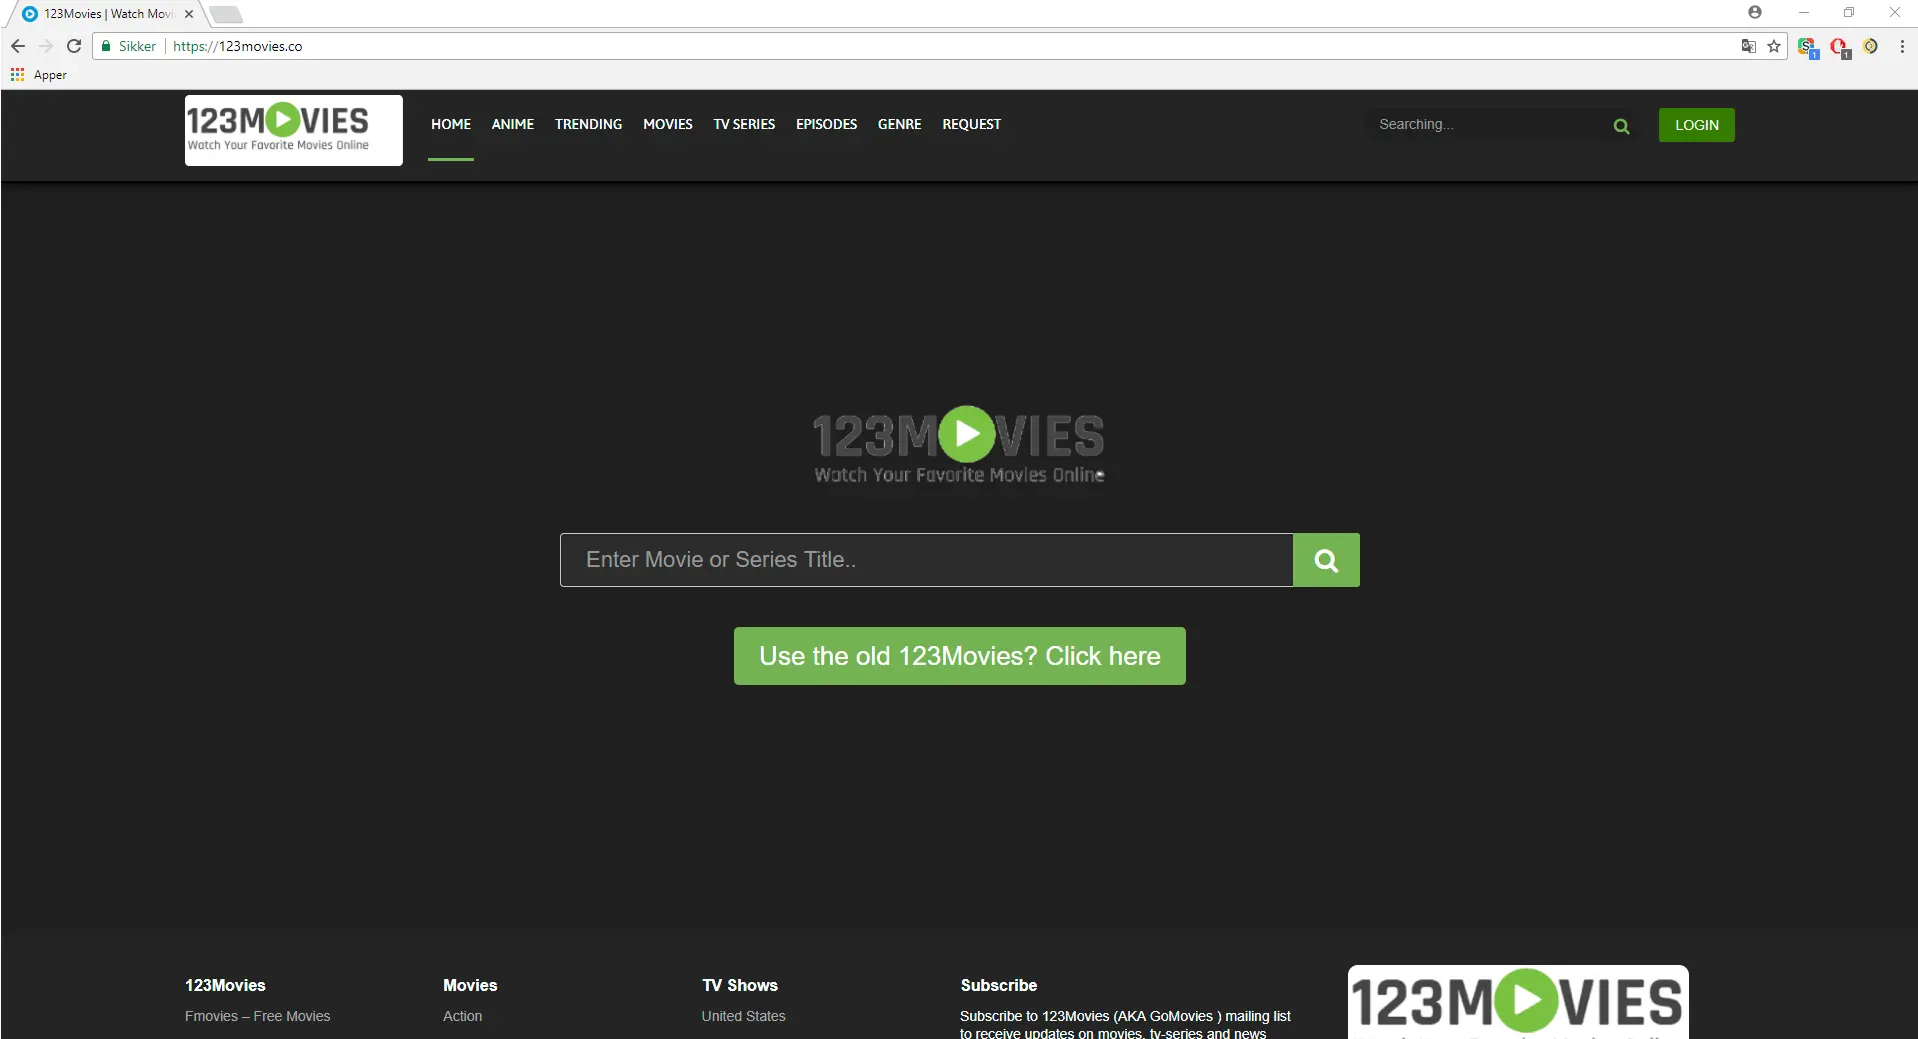 123Movies | Watch Movi
Sikker https://123movies.co
Apper
123MOVIES
Watch Your Favorite Movies Online
HOME ANIME TRENDING MOVIES TV SERIES EPISODES GENRE REQUEST
Searching...
LOGIN
123MOVIES
Watch Your Favorite Movies Online
Enter Movie or Series Title..
Use the old 123Movies? Click here
123Movies
Fmovies – Free Movies
Movies
Action
TV Shows
United States
Subscribe
Subscribe to 123Movies (AKA GoMovies ) mailing list
to receive updates on movies, tv-series and news
123MOVIES